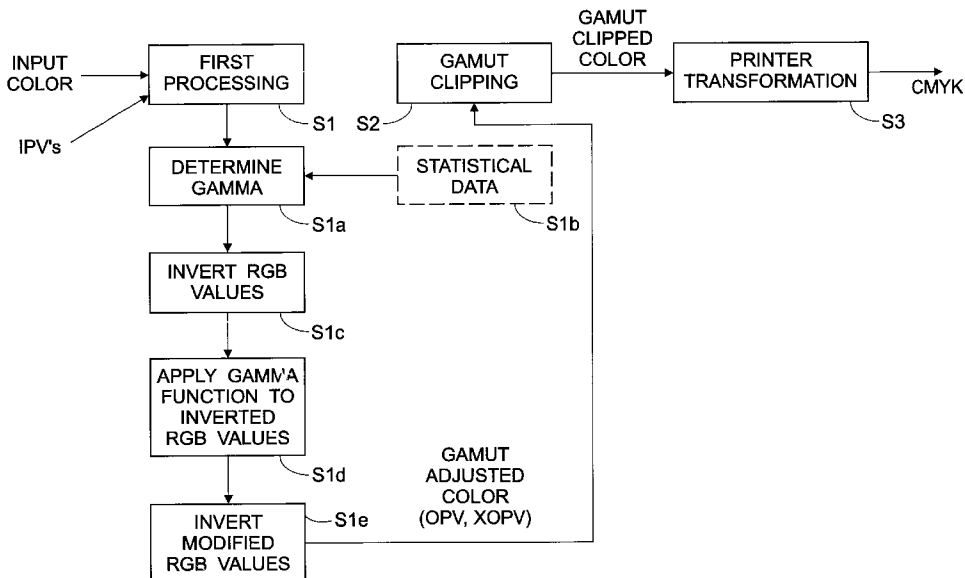 INPUT
COLOR
IPV's
FIRST
PROCESSING
S1
DETERMINE
GAMMA
S1a
STATISTICAL
DATA
S1b
INVERT RGB
VALUES
S1c
APPLY GAMMA
FUNCTION TO
INVERTED
RGB VALUES
S1d
INVERT
MODIFIED
RGB VALUES
S1e
GAMUT
ADJUSTED
COLOR
(OPV, XOPV)
GAMUT
CLIPPING
S2
GAMUT
CLIPPED
COLOR
PRINTER
TRANSFORMATION
S3
CMYK